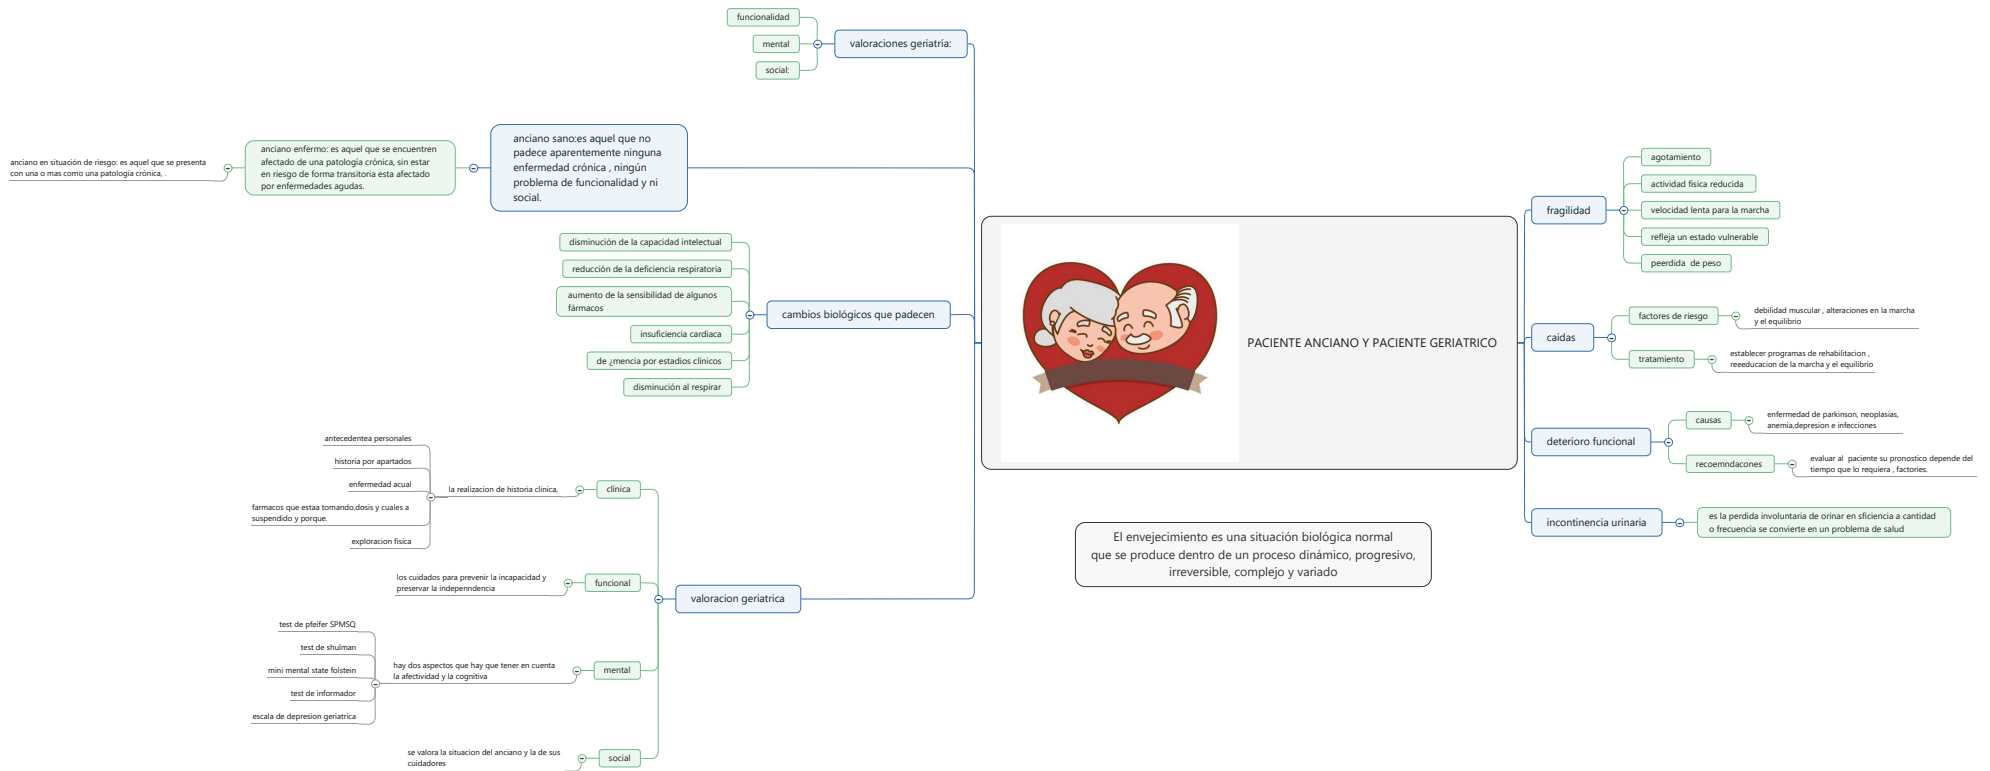 funcionalidad
mental
social:
valoraciones geriatría:
anciano sano:es aquel que no
padece aparentemente ninguna
enfermedad crónica , ningún
problema de funcionalidad y ni
social.
anciano enfermo: es aquel que se encuentren
afectado de una patologia crónica, sin estar
en riesgo de forma transitoria esta afectado
por enfermedades agudas.
anciano en situación de riesgo: es aquel que se presenta
con una o mas como una patología crónica, .
cambios biológicos que padecen
disminución de la capacidad intelectual
reducción de la deficiencia respiratoria
aumento de la sensibilidad de algunos
fármacos
insuficiencia cardiaca
de ¿mencia por estadios clínicos
disminución al respirar
valoracion geriatrica
clínica
la realizacion de historia clinica,
antecedentea personales
historia por apartados
enfermedad acual
farmacos que estaa tomando,dosis y cuales a
suspendido y porque.
exploracion fisica
funcional
los cuidados para prevenir la incapacidad y
preservar la indepenndencia
mental
hay dos aspectos que hay que tener en cuenta
la afectividad y la cognitiva
test de pfeifer SPMSQ
test de shulman
mini mental state folstein
test de informador
escala de depresion geriatrica
social
se valora la situacion del anciano y la de sus
cuidadores
PACIENTE ANCIANO Y PACIENTE GERIATRICO
El envejecimiento es una situación biológica normal
que se produce dentro de un proceso dinámico, progresivo,
irreversible, complejo y variado
fragilidad
agotamiento
actividad fisica reducida
velocidad lenta para la marcha
refleja un estado vulnerable
peerdida de peso
caidas
factores de riesgo
debilidad muscular , alteraciones en la marcha
y el equilibrio
tratamiento
establecer programas de rehabilitacion ,
reeeducacion de la marcha y el equilibrio
deterioro funcional
causas
enfermedad de parkinson, neoplasias,
anemia,depresion e infecciones
recoemndacones
evaluar al paciente su pronostico depende del
tiempo que lo requiera , factories.
incontinencia urinaria
es la perdida involuntaria de orinar en sficiencia a cantidad
o frecuencia se convierte en un problema de salud